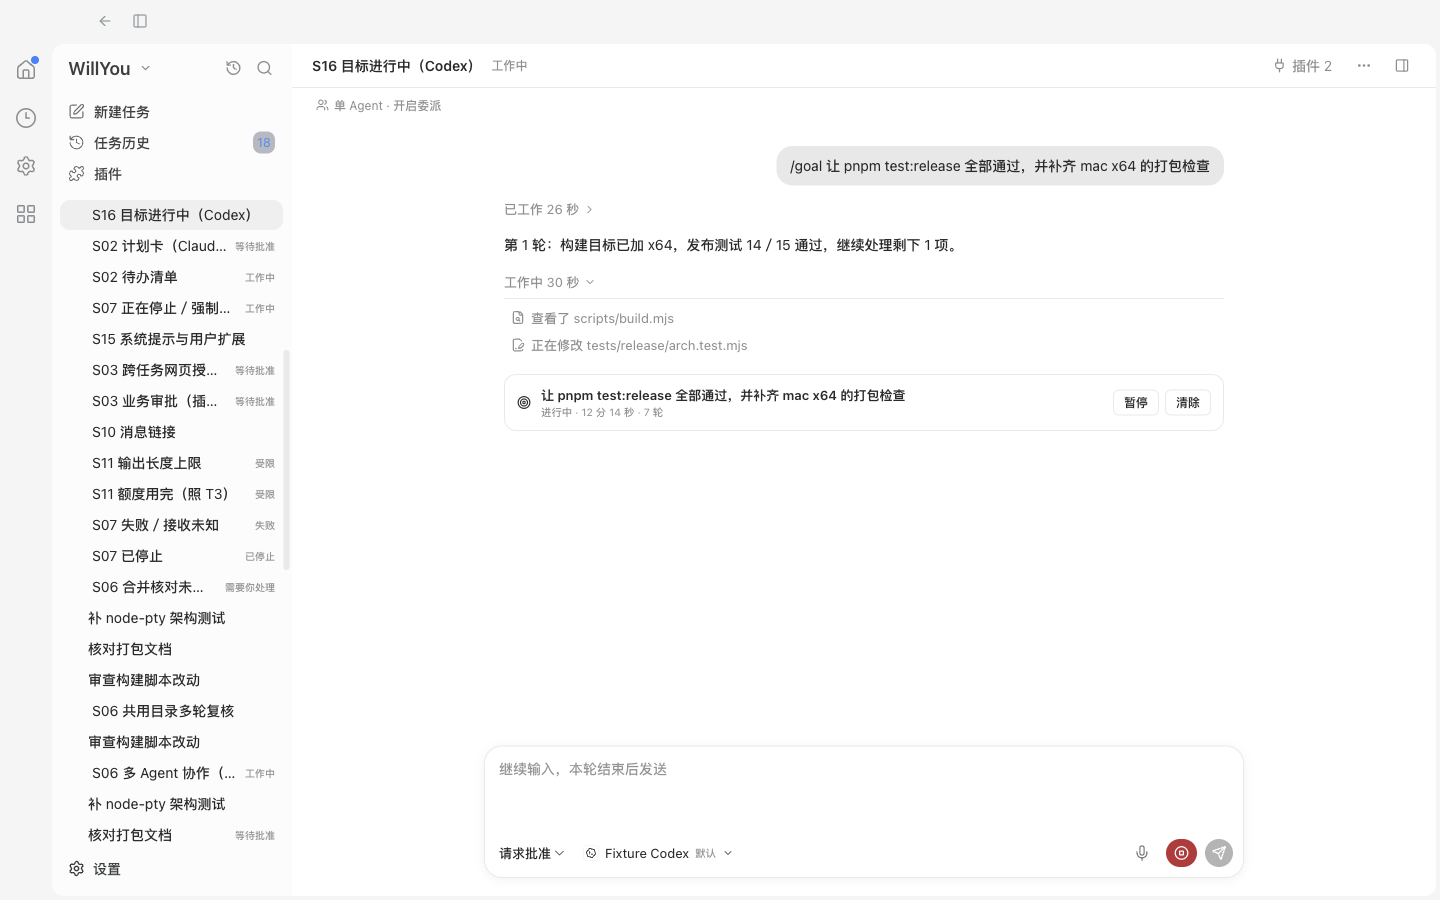 WillYou
新建任务
任务历史 18
插件
S16 目标进行中（Codex）
S02 计划卡（Claud... 等待批准
S02 待办清单 工作中
S07 正在停止 / 强制... 工作中
S15 系统提示与用户扩展
S03 跨任务网页授... 等待批准
S03 业务审批（插... 等待批准
S10 消息链接
S11 输出长度上限 受限
S11 额度用完（照 T3） 受限
S07 失败 / 接收未知 失败
S07 已停止 已停止
S06 合并核对未... 需要你处理
补 node-pty 架构测试
核对打包文档
审查构建脚本改动
S06 共用目录多轮复核
审查构建脚本改动
S06 多 Agent 协作（... 工作中
补 node-pty 架构测试
核对打包文档 等待批准
设置
S16 目标进行中（Codex） 工作中 插件 2
单 Agent · 开启委派
/goal 让 pnpm test:release 全部通过，并补齐 mac x64 的打包检查
已工作 26 秒
第 1 轮：构建目标已加 x64，发布测试 14 / 15 通过，继续处理剩下 1 项。
工作中 30 秒
查看了 scripts/build.mjs
正在修改 tests/release/arch.test.mjs
让 pnpm test:release 全部通过，并补齐 mac x64 的打包检查
进行中 · 12 分 14 秒 · 7 轮
暂停 清除
继续输入，本轮结束后发送
请求批准 Fixture Codex 默认